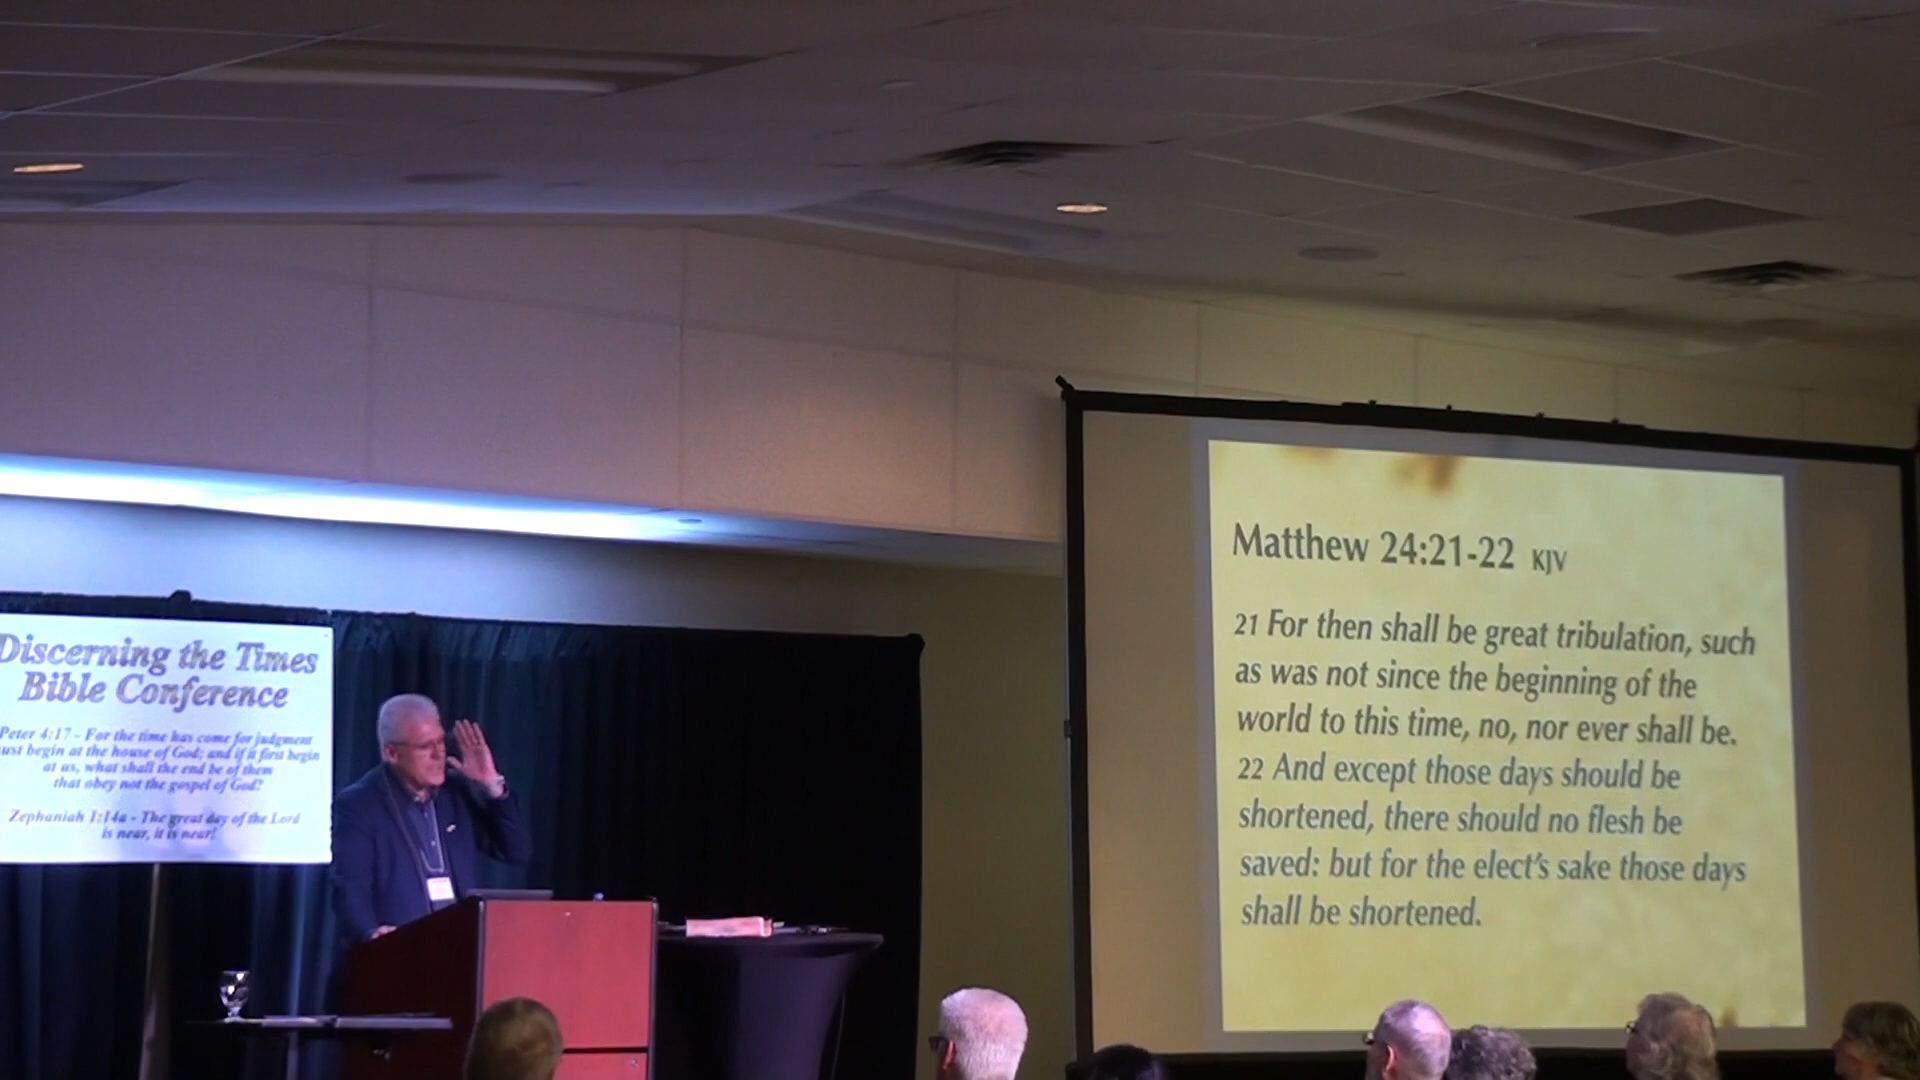 Discerning the Times
Bible Conference
Peter 4:17 - For the time has come for judgment
must begin at the house of God; and if it first begin
at us, what shall the end be of them
that obey not the gospel of God?
Zephaniah 1:14a - The great day of the Lord
is near, it is near!
Matthew 24:21-22 KJV
21 For then shall be great tribulation, such
as was not since the beginning of the
world to this time, no, nor ever shall be.
22 And except those days should be
shortened, there should no flesh be
saved: but for the elect's sake those days
shall be shortened.